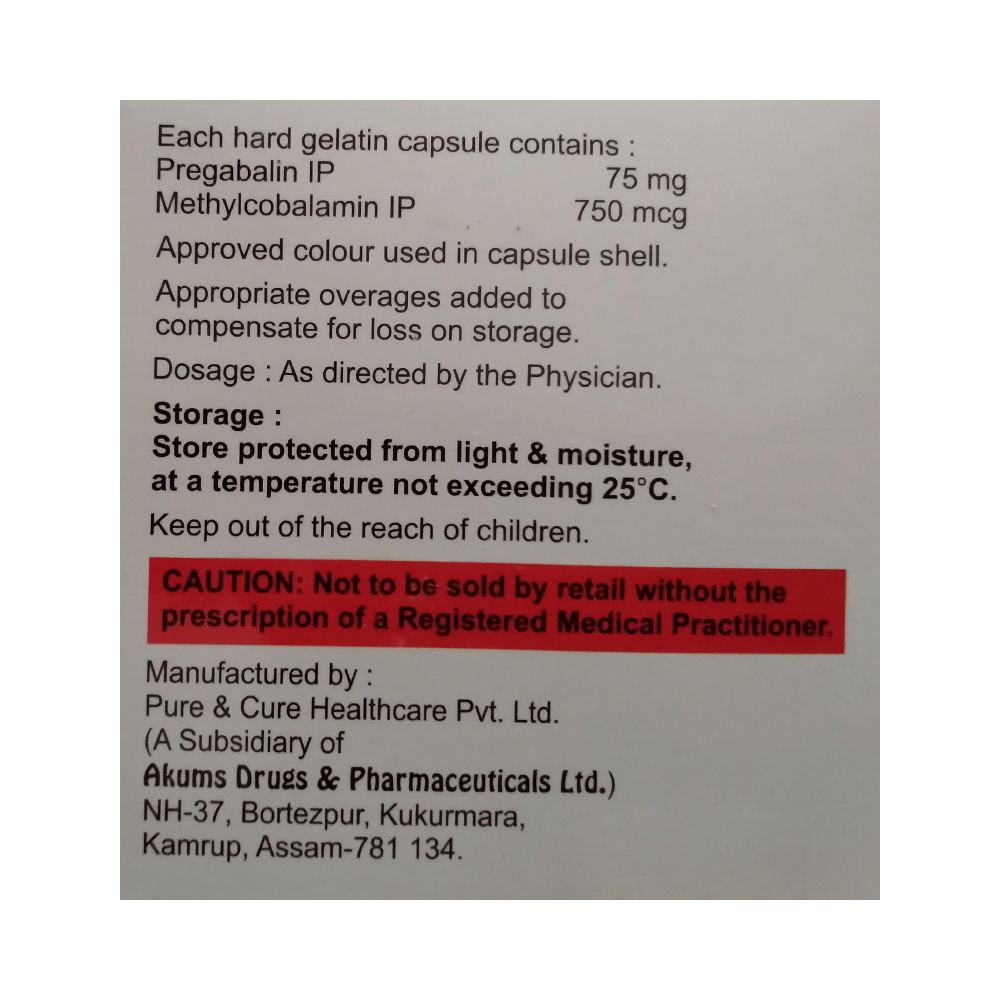 Each hard gelatin capsule contains :
Pregabalin IP 75 mg
Methylcobalamin IP 750 mcg
Approved colour used in capsule shell.
Appropriate overages added to
compensate for loss on storage.
Dosage : As directed by the Physician.
Storage :
Store protected from light & moisture,
at a temperature not exceeding 25°C.
Keep out of the reach of children.
CAUTION: Not to be sold by retail without the
prescription of a Registered Medical Practitioner.
Manufactured by :
Pure & Cure Healthcare Pvt. Ltd.
(A Subsidiary of
Akums Drugs & Pharmaceuticals Ltd.)
NH-37, Bortezpur, Kukurmara,
Kamrup, Assam-781 134.